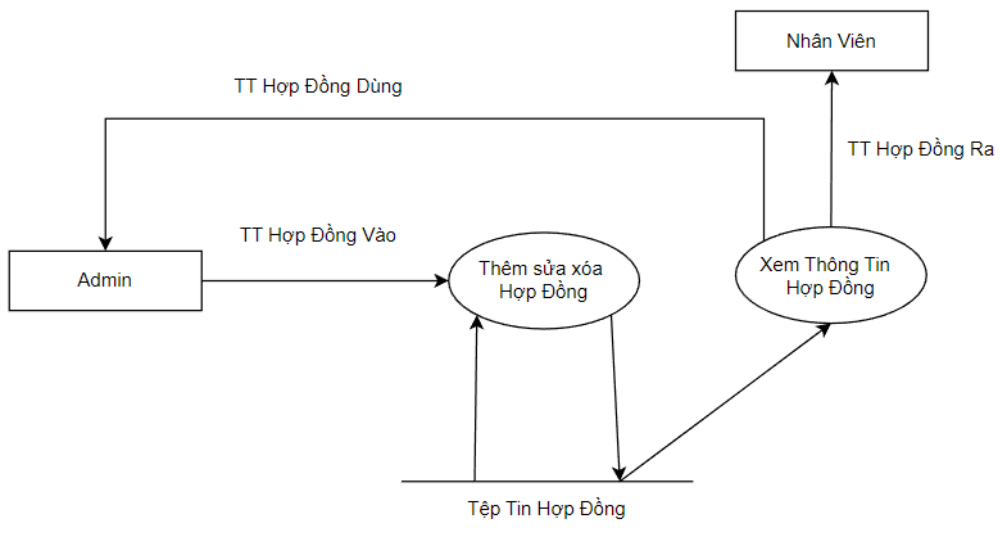 Nhân Viên
TT Hợp Đồng Dùng
TT Hợp Đồng Ra
TT Hợp Đồng Vào
Admin
Thêm sửa xóa
Hợp Đồng
Xem Thông Tin
Hợp Đồng
Tệp Tin Hợp Đồng